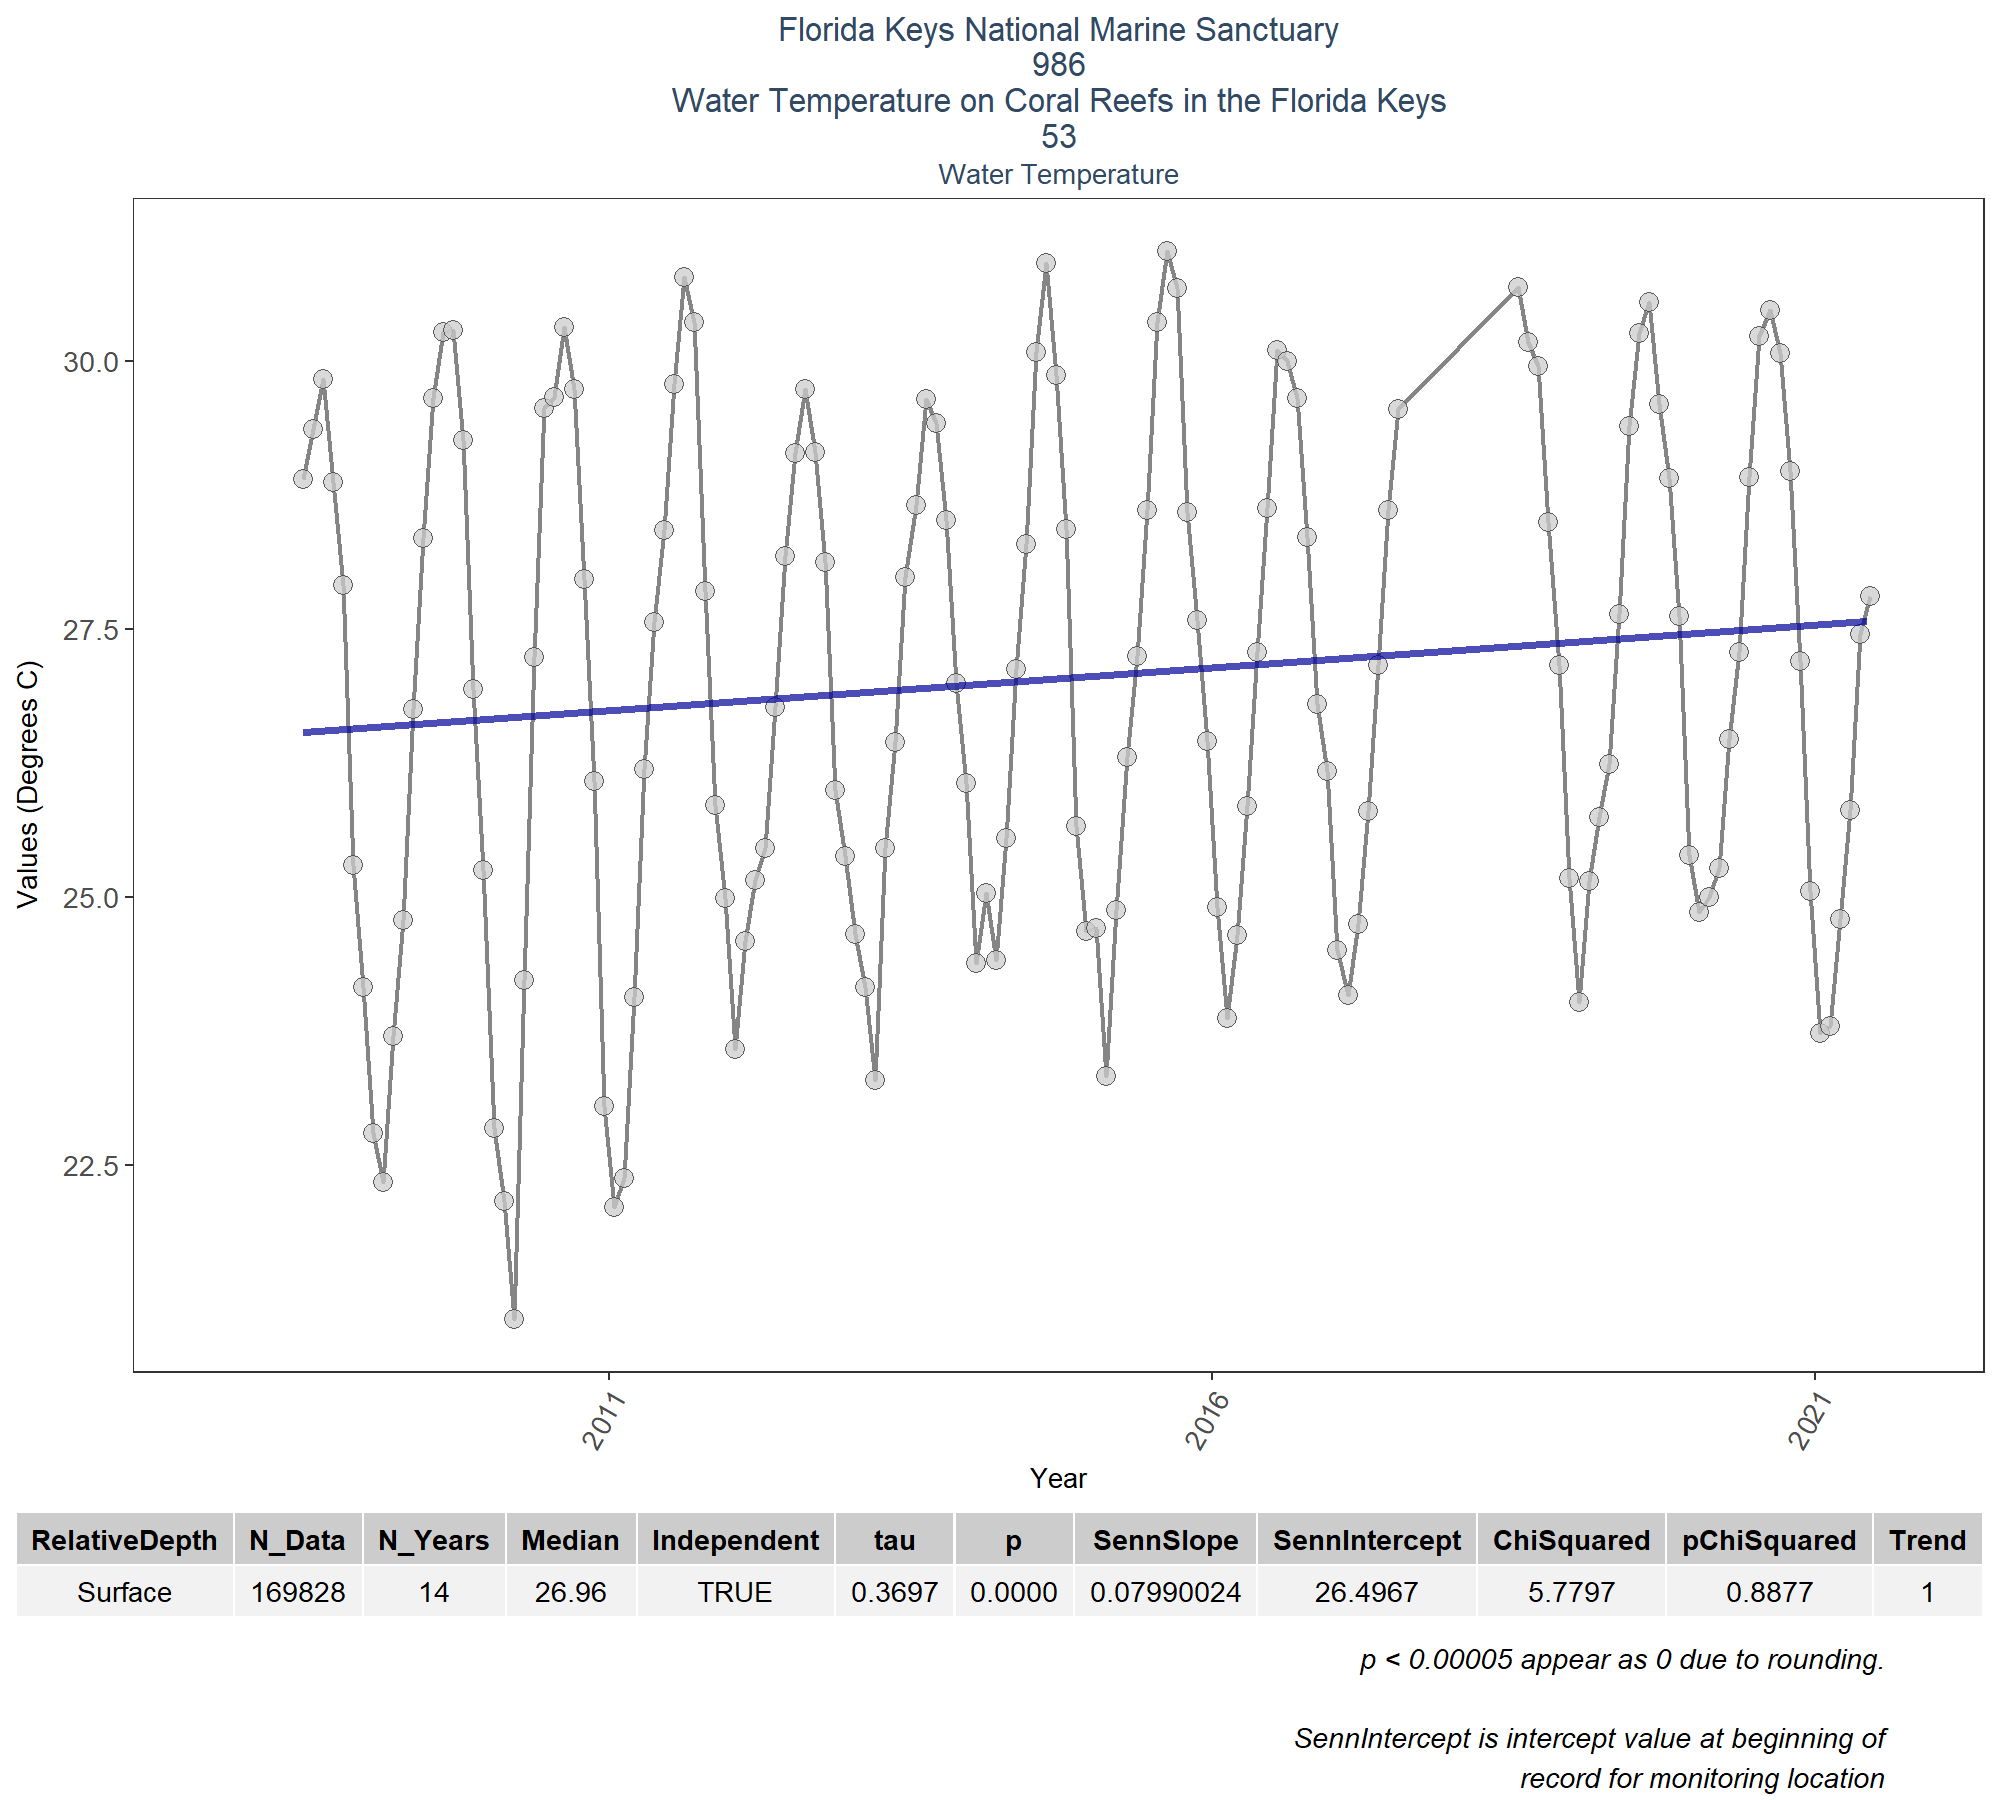 Florida Keys National Marine Sanctuary
986
Water Temperature on Coral Reefs in the Florida Keys
53
Water Temperature
Values (Degrees C)
30.0
27.5
25.0
22.5
2011
2016
2021
Year
RelativeDepth N_Data N_Years Median Independent tau p SennSlope SennIntercept ChiSquared pChiSquared Trend
Surface 169828 14 26.96 TRUE 0.3697 0.0000 0.07990024 26.4967 5.7797 0.8877 1
p < 0.00005 appear as 0 due to rounding.
SennIntercept is intercept value at beginning of
record for monitoring location